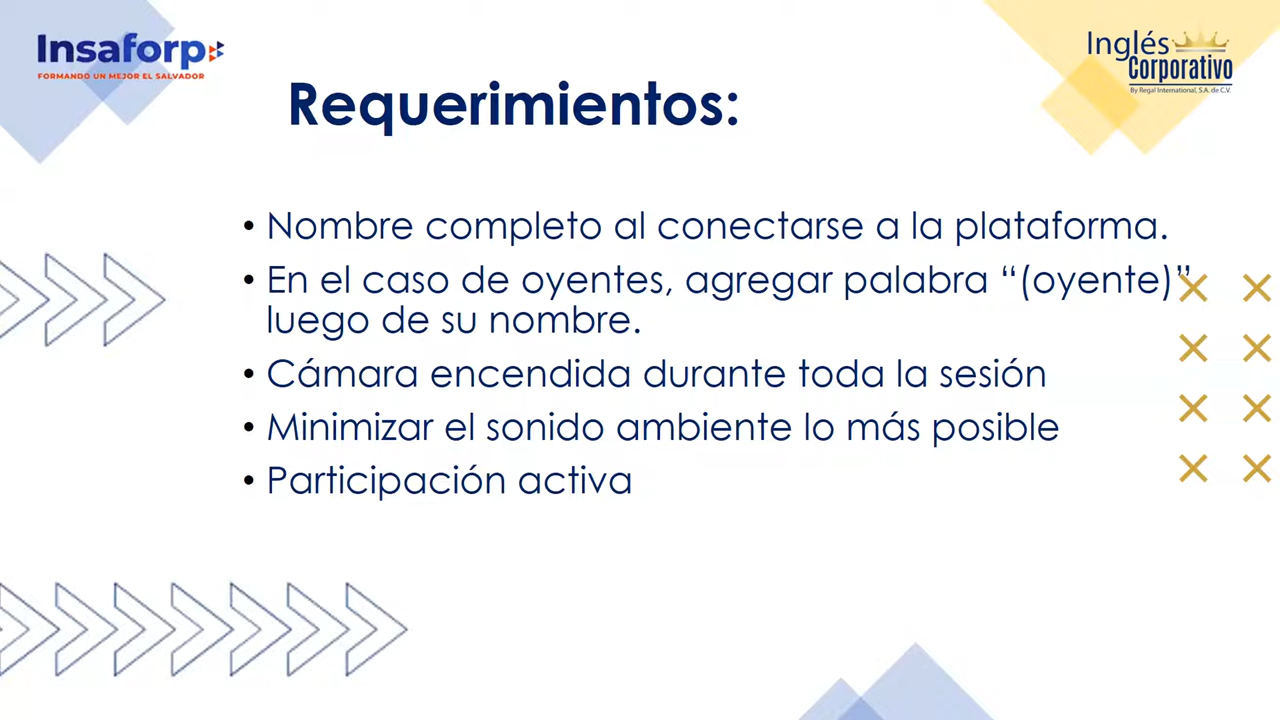 Insaforp
FORMANDO UN MEJOR EL SALVADOR
Inglés
Corporativo
By Regal International, S.A. de C.V.
Requerimientos:
• Nombre completo al conectarse a la plataforma.
• En el caso de oyentes, agregar palabra “(oyente)”
luego de su nombre.
• Cámara encendida durante toda la sesión
• Minimizar el sonido ambiente lo más posible
• Participación activa